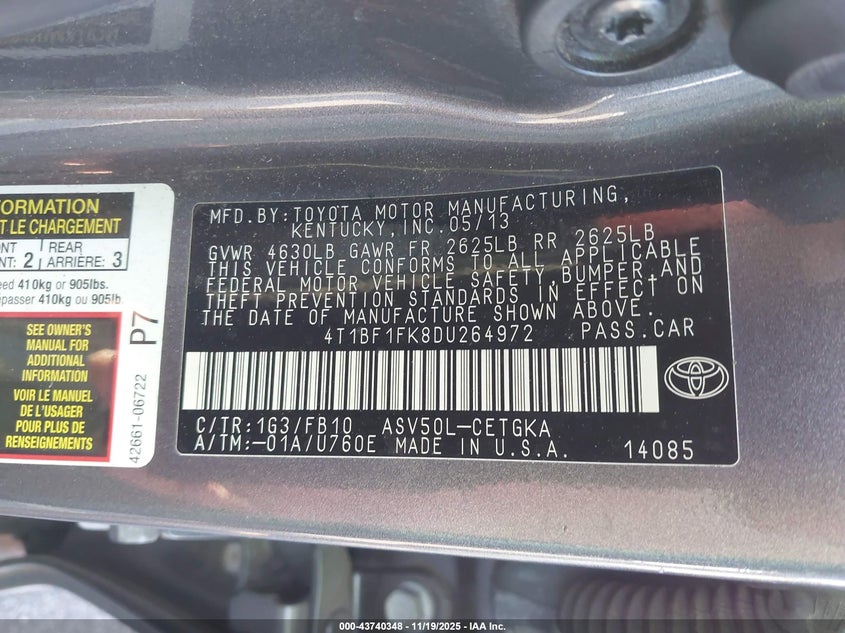 FORMATION
T LE CHARGEMENT
NT 2 REAR
ARRIÈRE: 3
eed 410kg or 905lbs.
passer 410kg ou 905lb.
P7
SEE OWNER'S
MANUAL FOR
ADDITIONAL
INFORMATION
VOIR LE MANUEL
DE L'USAGER
POUR PLUS DE
RENSEIGNEMENTS
42661-06722
MFD.BY:TOYOTA MOTOR MANUFACTURING,
KENTUCKY,INC.05/13
GVWR 4630LB GAWR FR 2625LB RR 2625LB
THIS VEHICLE CONFORMS TO ALL APPLICABLE
FEDERAL MOTOR VEHICLE SAFETY,BUMPER,AND
THEFT PREVENTION STANDARDS IN EFFECT ON
THE DATE OF MANUFACTURE SHOWN ABOVE.
4T1BF1FK8DU264972 PASS.CAR
C/TR:1G3/FB10 ASV50L-CETGKA
A/TM:-01A/U760E MADE IN U.S.A. 14085
000-43740348 - 11/19/2025 - IAA Inc.